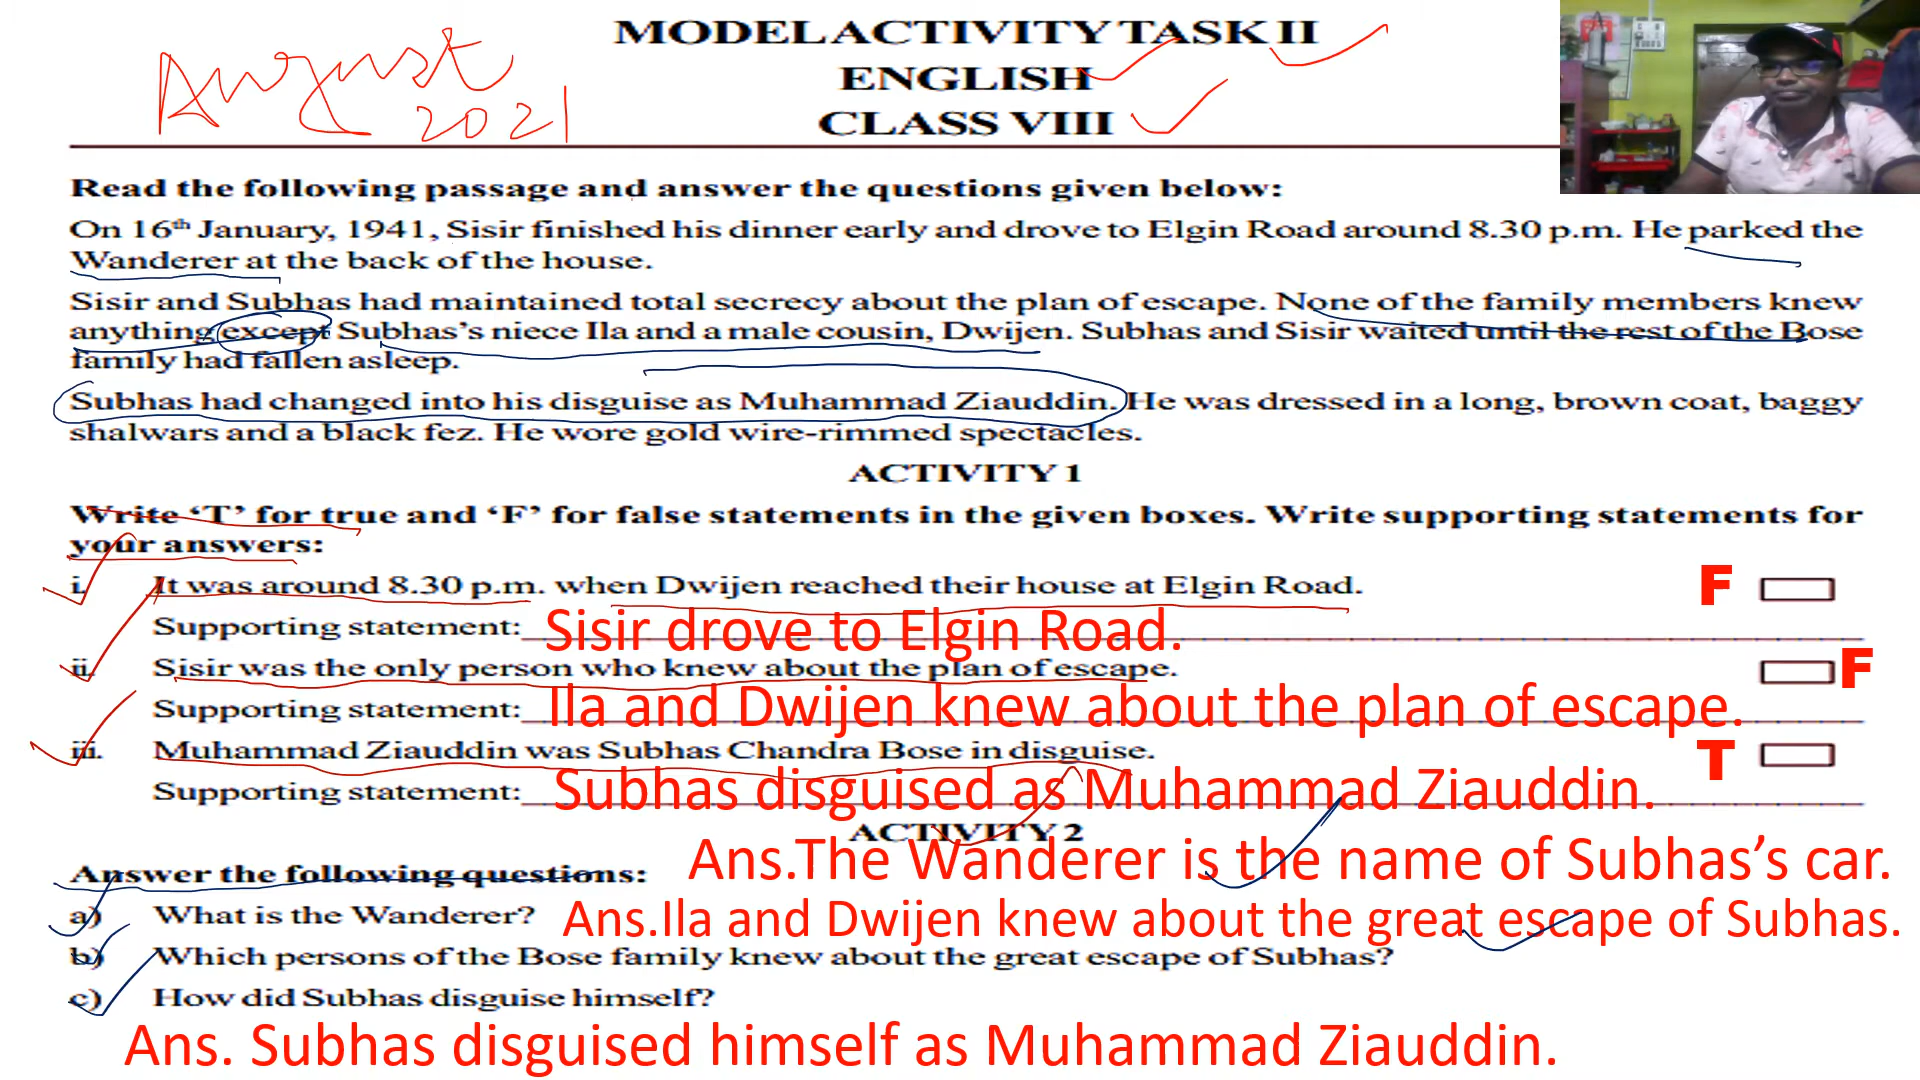 MODEL ACTIVITY TASK II
August
ENGLISH
2021
CLASS VIII
Read the following passage and answer the questions given below:
On 16th January, 1941, Sisir finished his dinner early and drove to Elgin Road around 8.30 p.m. He parked the
Wanderer at the back of the house.
Sisir and Subhas had maintained total secrecy about the plan of escape. None of the family members knew
anything except Subhas’s niece Ila and a male cousin, Dwijen. Subhas and Sisir waited until the rest of the Bose
family had fallen asleep.
Subhas had changed into his disguise as Muhammad Ziauddin. He was dressed in a long, brown coat, baggy
shalwars and a black fez. He wore gold wire-rimmed spectacles.
ACTIVITY 1
Write ‘T’ for true and ‘F’ for false statements in the given boxes. Write supporting statements for
your answers:
i. It was around 8.30 p.m. when Dwijen reached their house at Elgin Road. F
Supporting statement: Sisir drove to Elgin Road.
ii. Sisir was the only person who knew about the plan of escape. F
Supporting statement: Ila and Dwijen knew about the plan of escape.
iii. Muhammad Ziauddin was Subhas Chandra Bose in disguise. T
Supporting statement: Subhas disguised as Muhammad Ziauddin.
ACTIVITY 2
Answer the following questions: Ans.The Wanderer is the name of Subhas’s car.
a) What is the Wanderer? Ans.Ila and Dwijen knew about the great escape of Subhas.
b) Which persons of the Bose family knew about the great escape of Subhas?
c) How did Subhas disguise himself?
Ans. Subhas disguised himself as Muhammad Ziauddin.